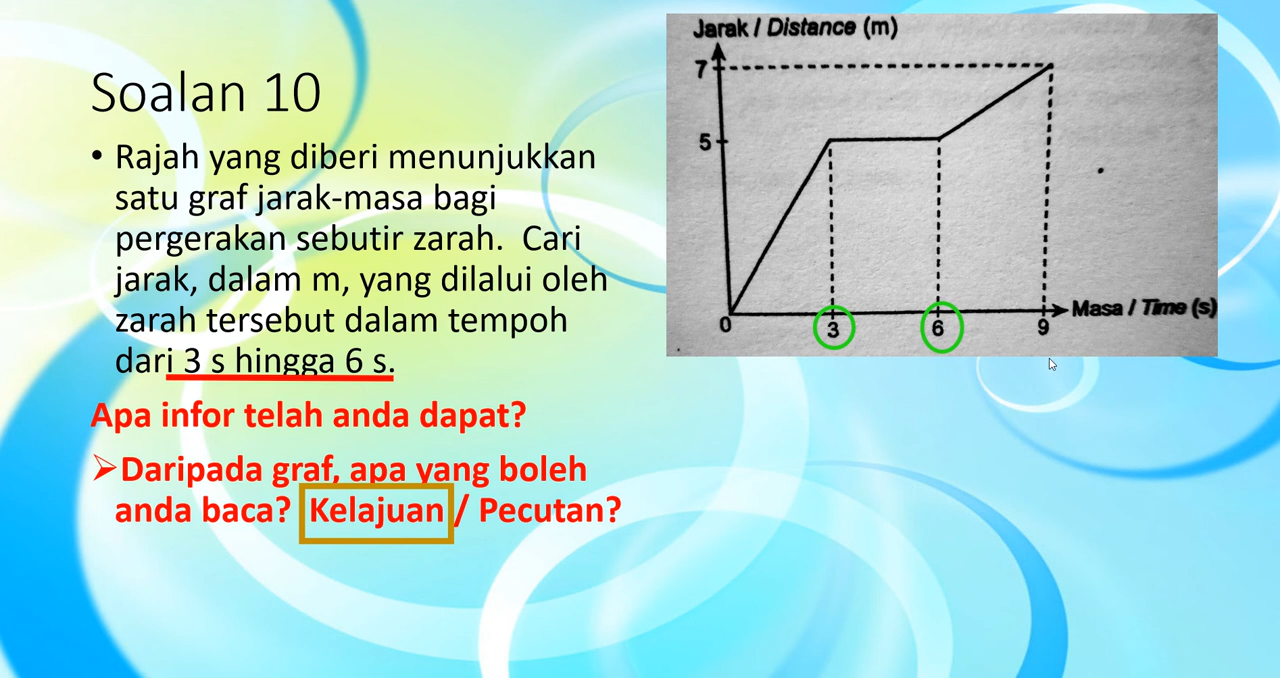 Soalan 10
• Rajah yang diberi menunjukkan
satu graf jarak-masa bagi
pergerakan sebutir zarah. Cari
jarak, dalam m, yang dilalui oleh
zarah tersebut dalam tempoh
dari 3 s hingga 6 s.
Apa infor telah anda dapat?
➢Daripada graf, apa yang boleh
anda baca? Kelajuan / Pecutan?
Jarak / Distance (m)
7
5
0
3
6
9
Masa / Time (s)